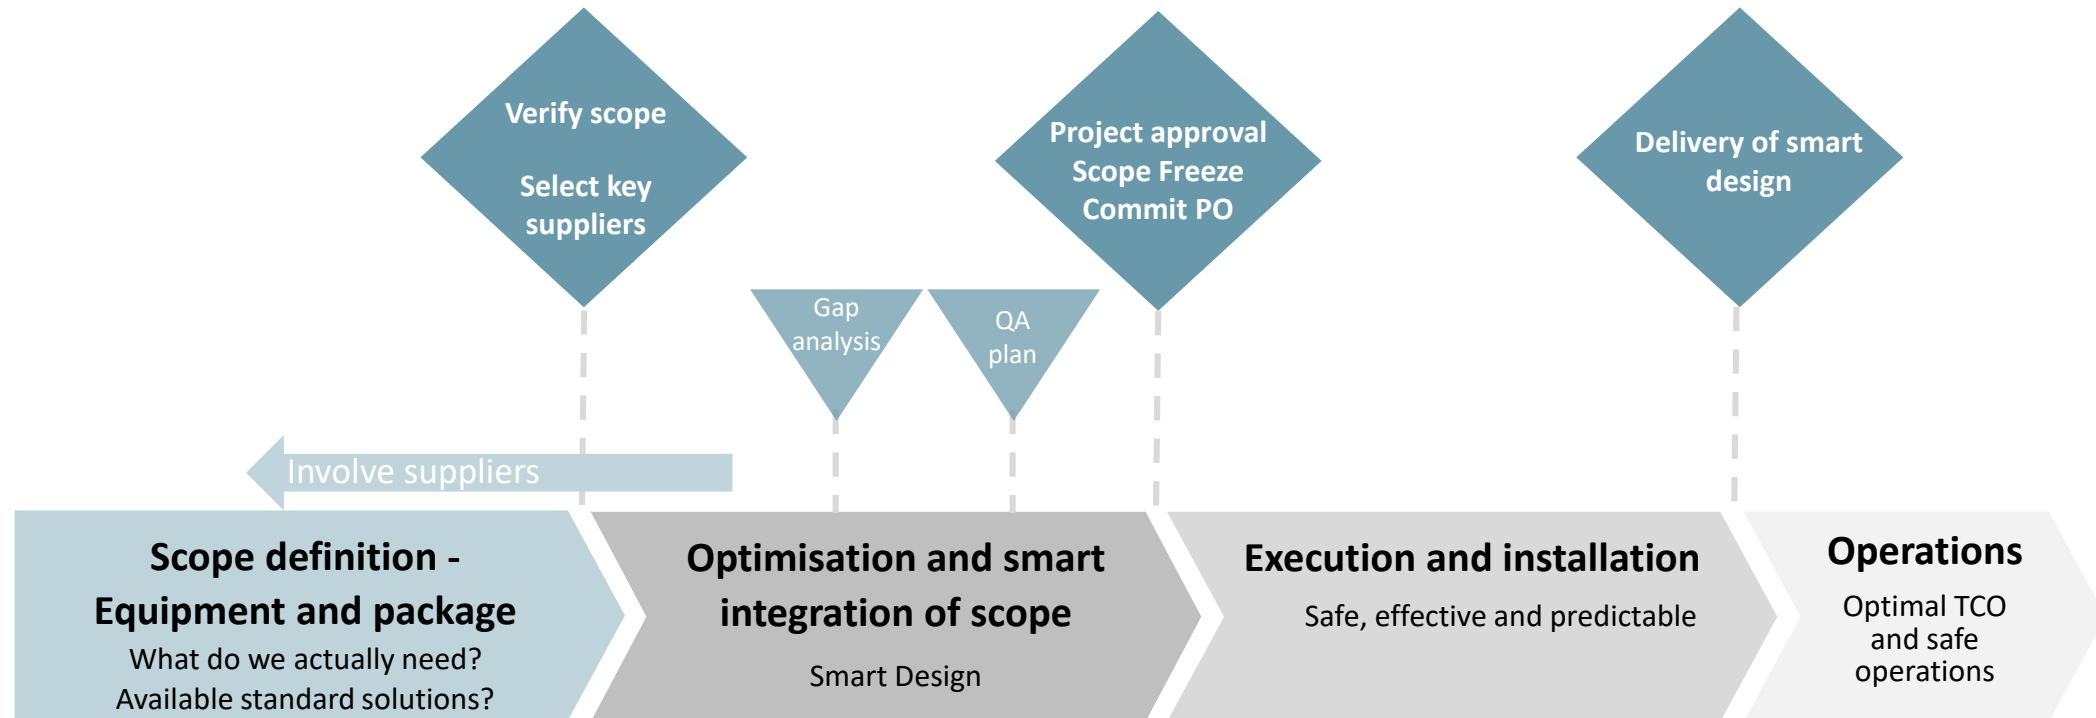 Verify scope
Select key
suppliers
Project approval
Scope Freeze
Commit PO
Delivery of smart
design
Gap
analysis
QA
plan
Involve suppliers
Scope definition -
Equipment and package
What do we actually need?
Available standard solutions?
Optimisation and smart
integration of scope
Smart Design
Execution and installation
Safe, effective and predictable
Operations
Optimal TCO
and safe
operations